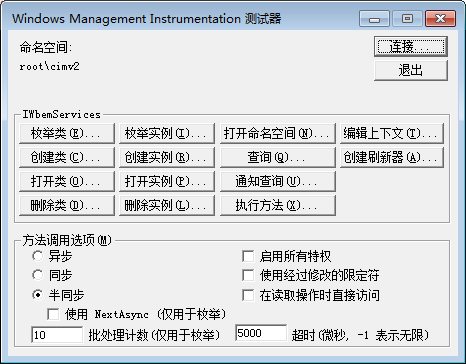 Windows Management Instrumentation 测试器
命名空间:
连接...
root\cimv2
退出
IWbemServices
枚举类(E)... 枚举实例(I)... 打开命名空间(N)... 编辑上下文(T)...
创建类(C)... 创建实例(R)... 查询(Q)... 创建刷新器(A)...
打开类(O)... 打开实例(P)... 通知查询(U)...
删除类(D)... 删除实例(L)... 执行方法(X)...
方法调用选项(M)
异步 启用所有特权
同步 使用经过修改的限定符
半同步 在读取操作时直接访问
使用 NextAsync (仅用于枚举)
10 批处理计数(仅用于枚举) 5000 超时(微秒, -1 表示无限)